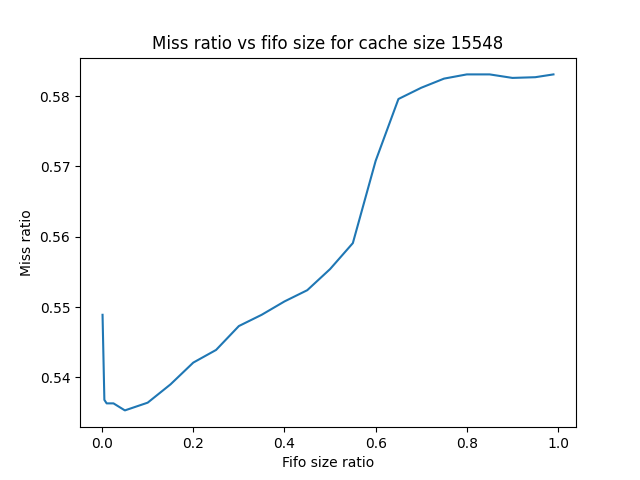 Miss ratio vs fifo size for cache size 15548
0.58
0.57
0.56
0.55
0.54
Miss ratio
0.0 0.2 0.4 0.6 0.8 1.0
Fifo size ratio